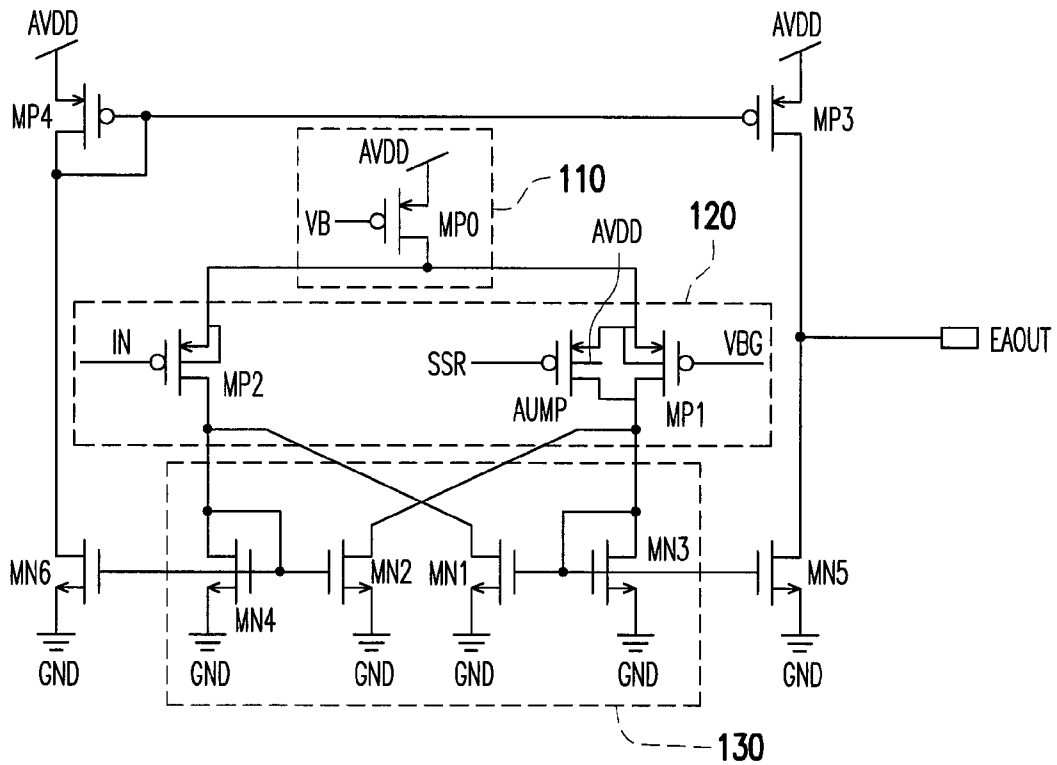 AVDD
AVDD
MP4
MP3
AVDD
110
VB
MP0
AVDD
120
IN
SSR
VBG
EAOUT
MP2
AUMP
MP1
MN6
MN4
MN2
MN1
MN3
MN5
GND
GND
GND
GND
GND
GND
130